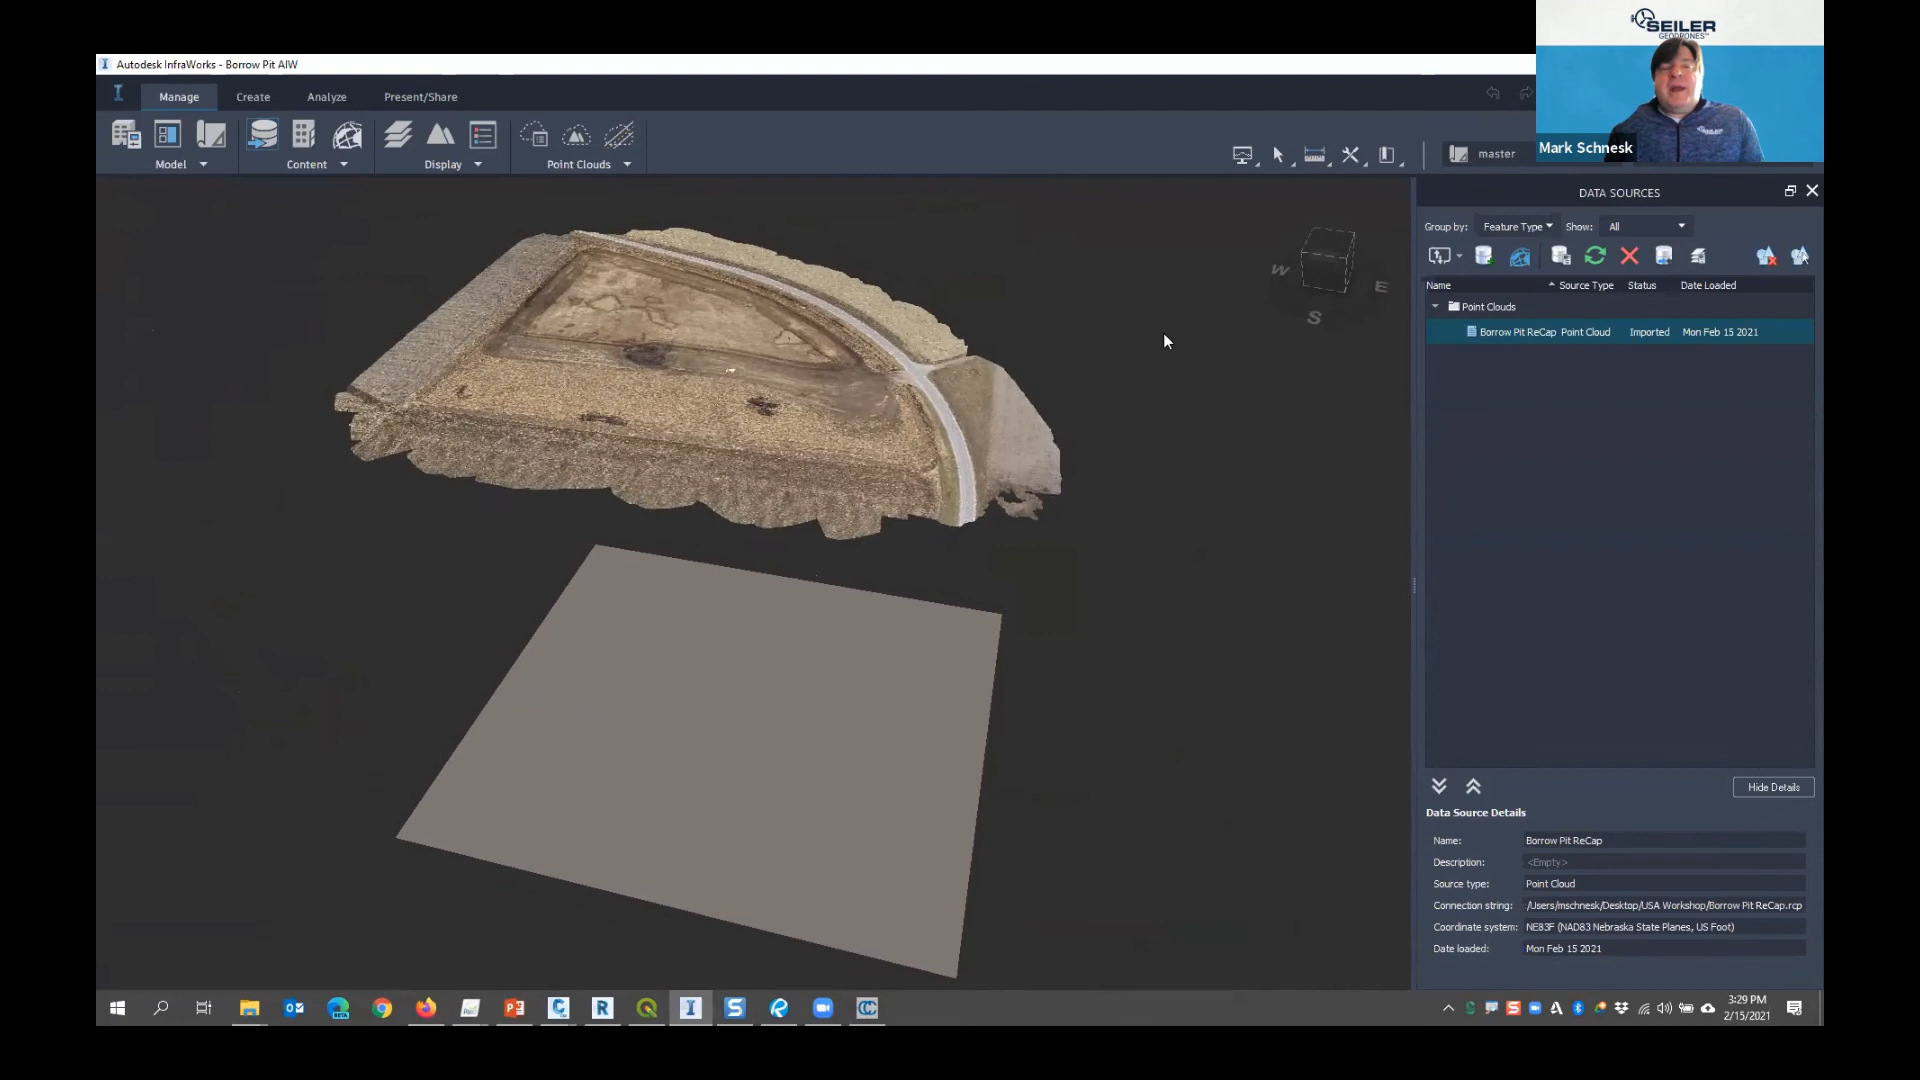 SEILER
GEODRONES™
Mark Schnesk
Autodesk InfraWorks - Borrow Pit AIW
Manage Create Analyze Present/Share
Model Content Display Point Clouds
master
W E S
DATA SOURCES
Group by: Feature Type Show: All
Name Source Type Status Date Loaded
Point Clouds
Borrow Pit ReCap Point Cloud Imported Mon Feb 15 2021
Hide Details
Data Source Details
Name: Borrow Pit ReCap
Description: <Empty>
Source type: Point Cloud
Connection string: /Users/mschnesk/Desktop/USA Workshop/Borrow Pit ReCap.rcp
Coordinate system: NE83F (NAD83 Nebraska State Planes, US Foot)
Date loaded: Mon Feb 15 2021
3:29 PM
2/15/2021